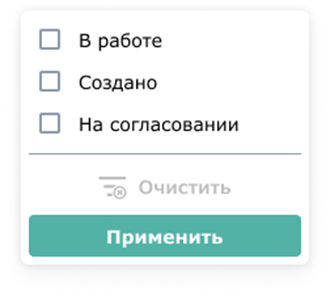 В работе
Создано
На согласовании
Очистить
Применить